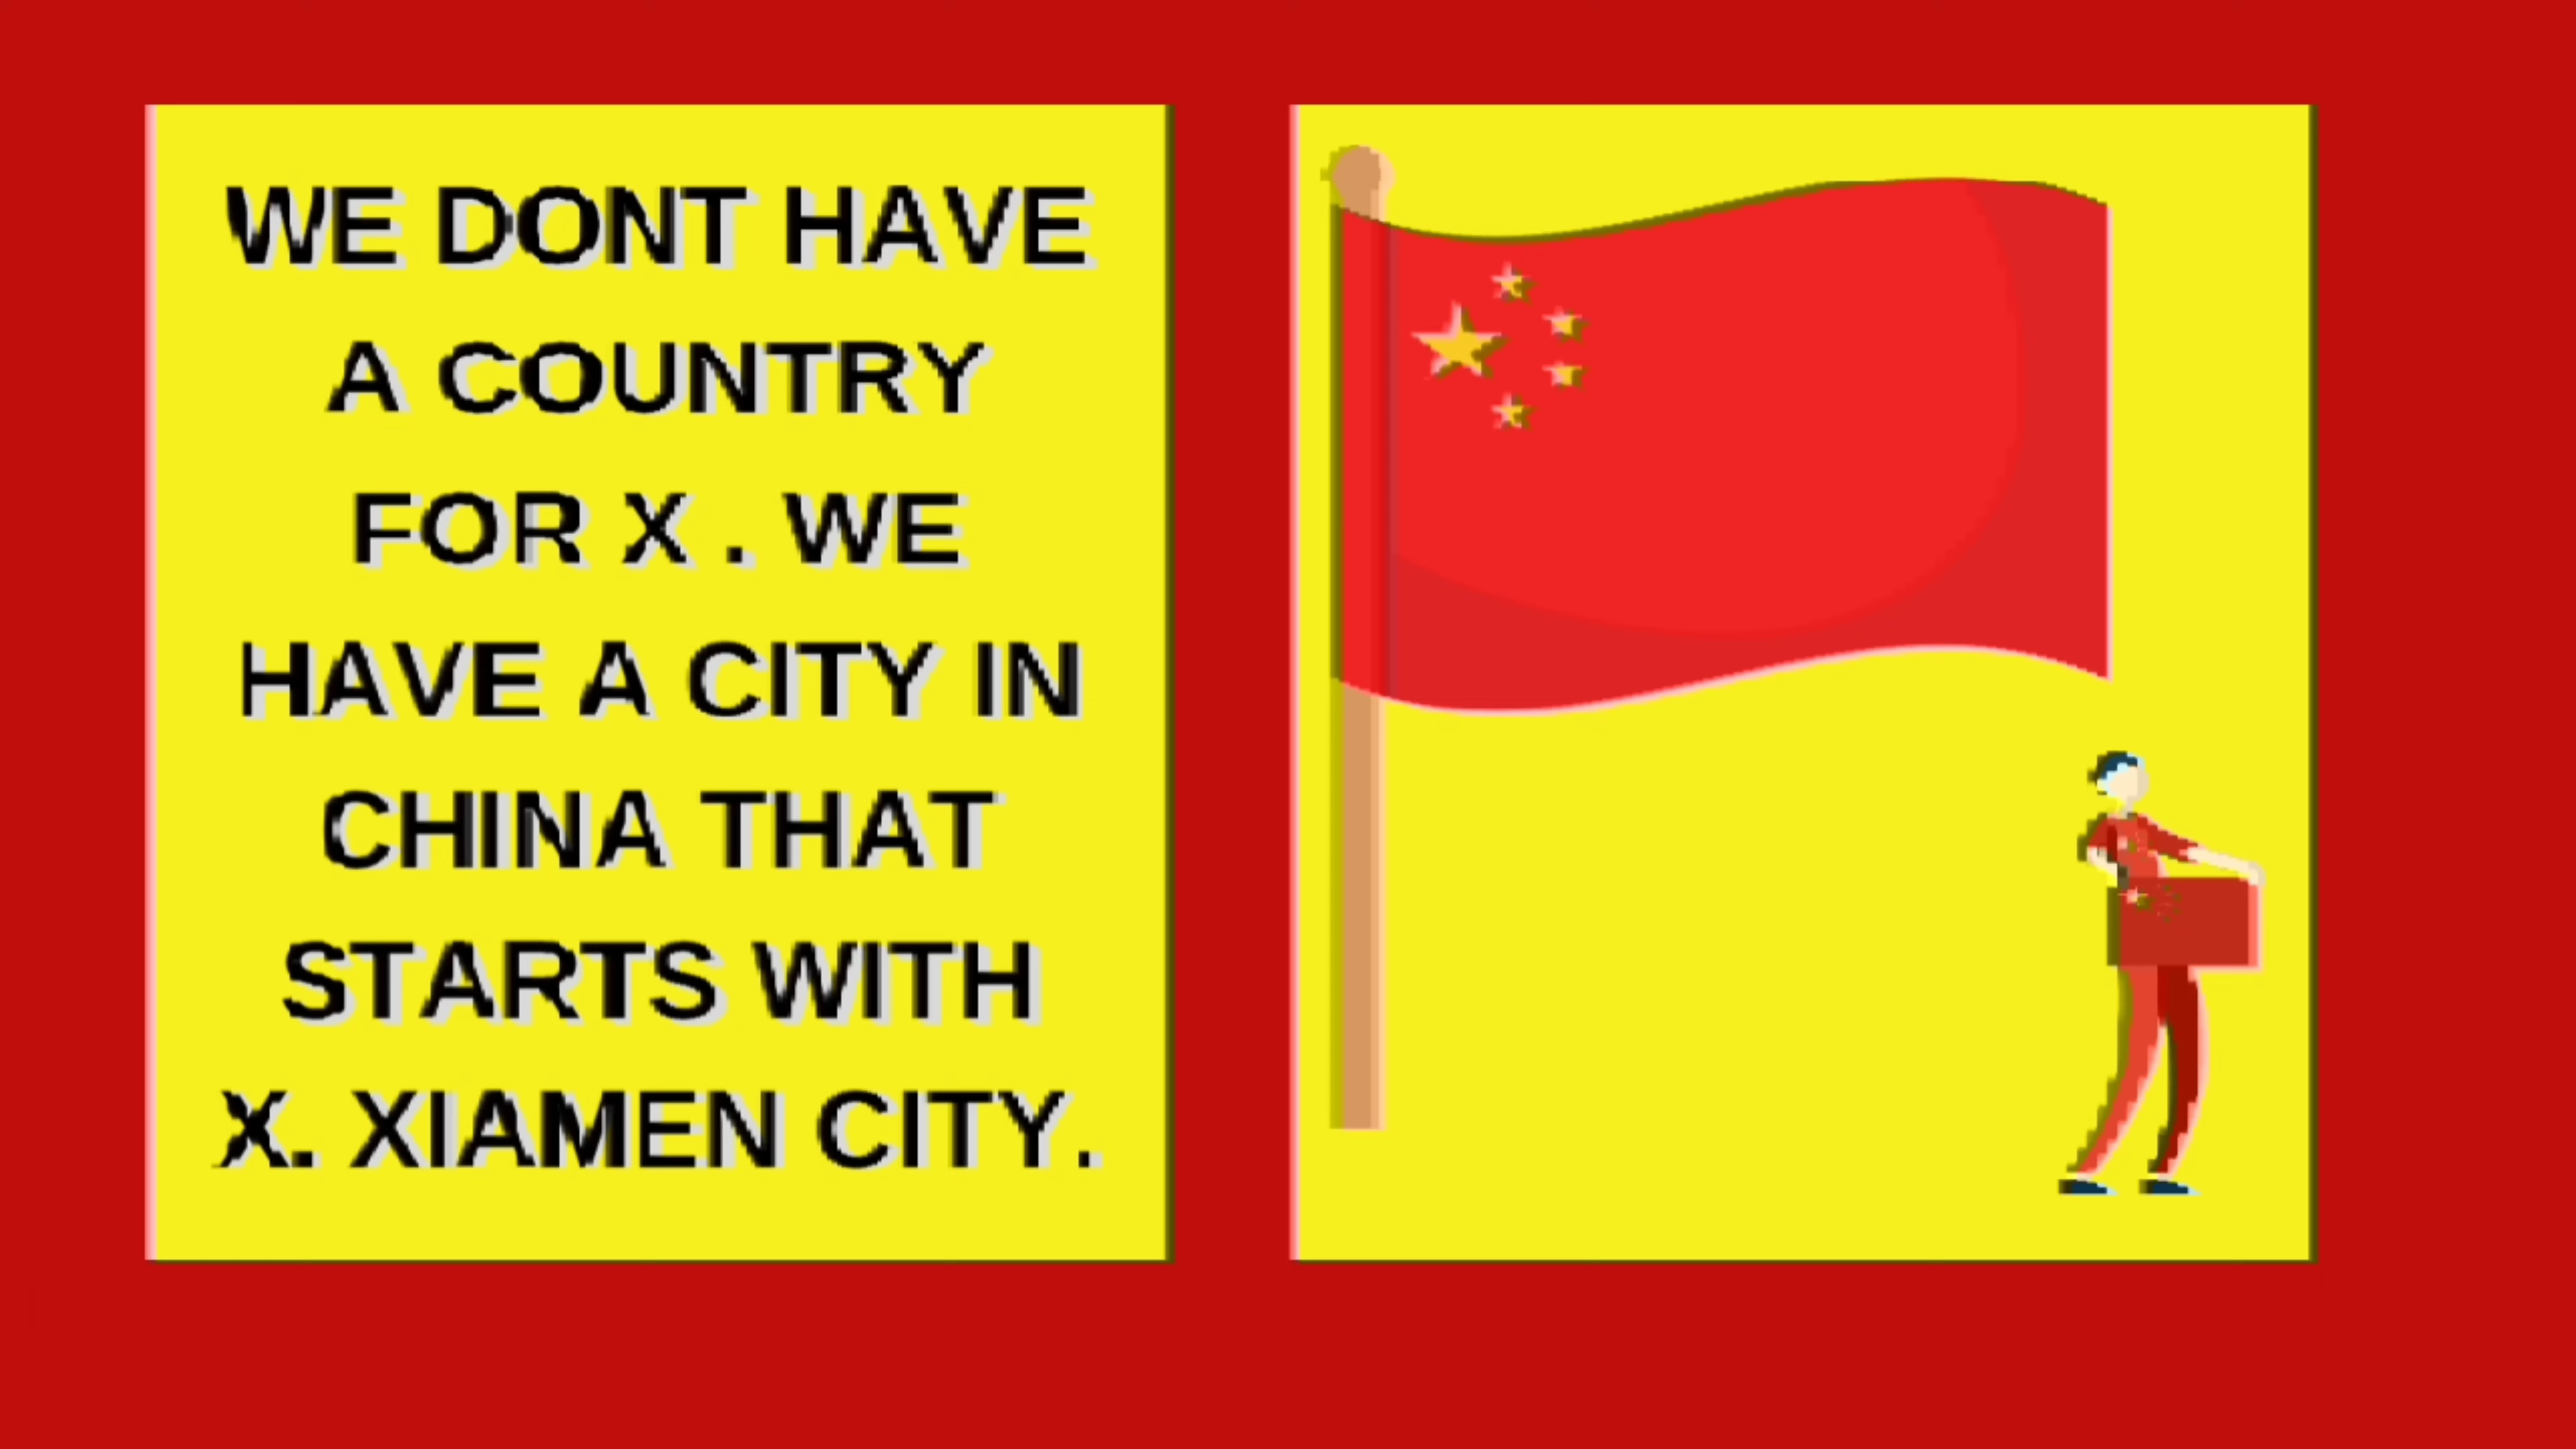 WE DONT HAVE
A COUNTRY
FOR X . WE
HAVE A CITY IN
CHINA THAT
STARTS WITH
X. XIAMEN CITY.